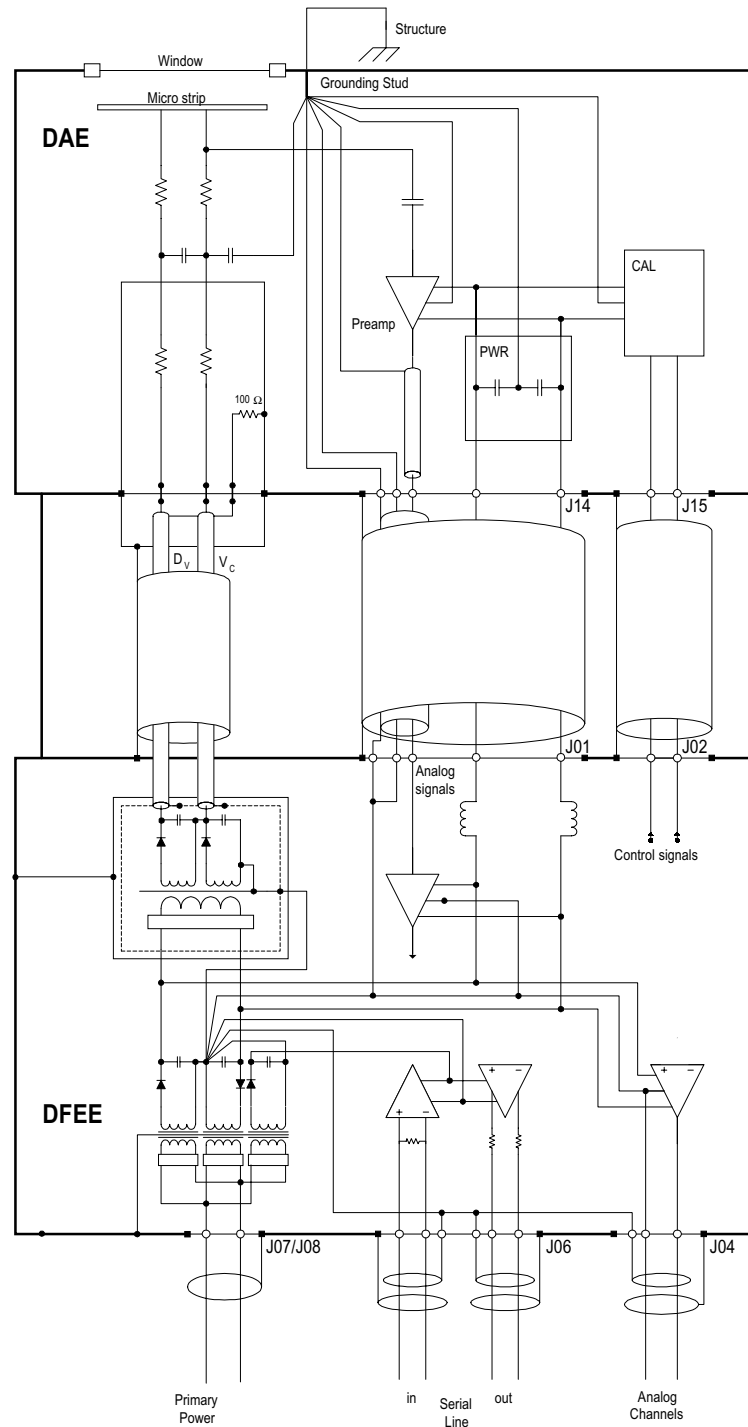 Structure
Window
Grounding Stud
Micro strip
DAE
CAL
Preamp
PWR
100 Ω
J14
J15
D V
V C
J01
J02
Analog
signals
Control signals
+ −
+ −
+ −
DFEE
J07/J08
J06
J04
Primary
Power
in
Serial
Line
out
Analog
Channels